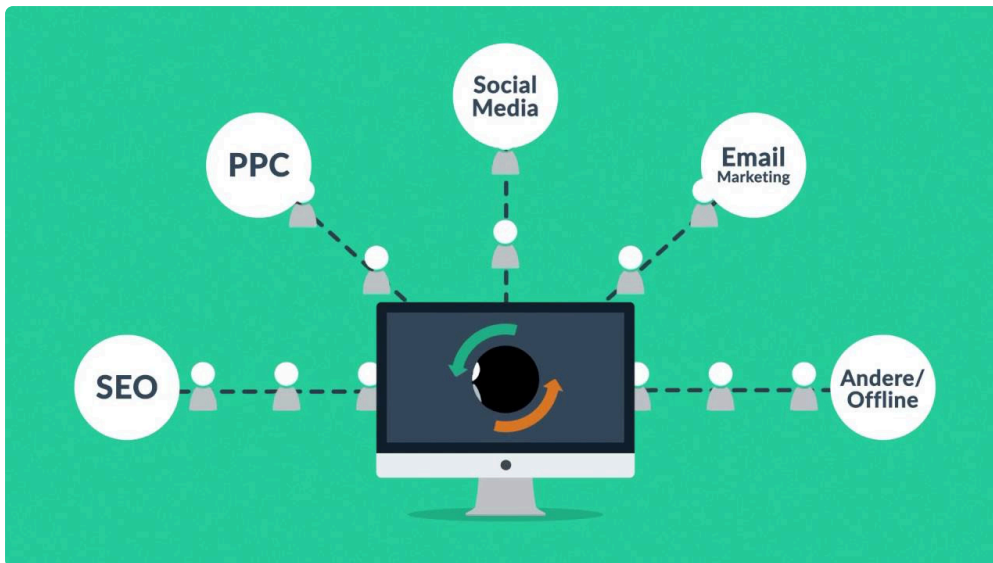 Social
Media
PPC
Email
Marketing
SEO
Andere/
Offline